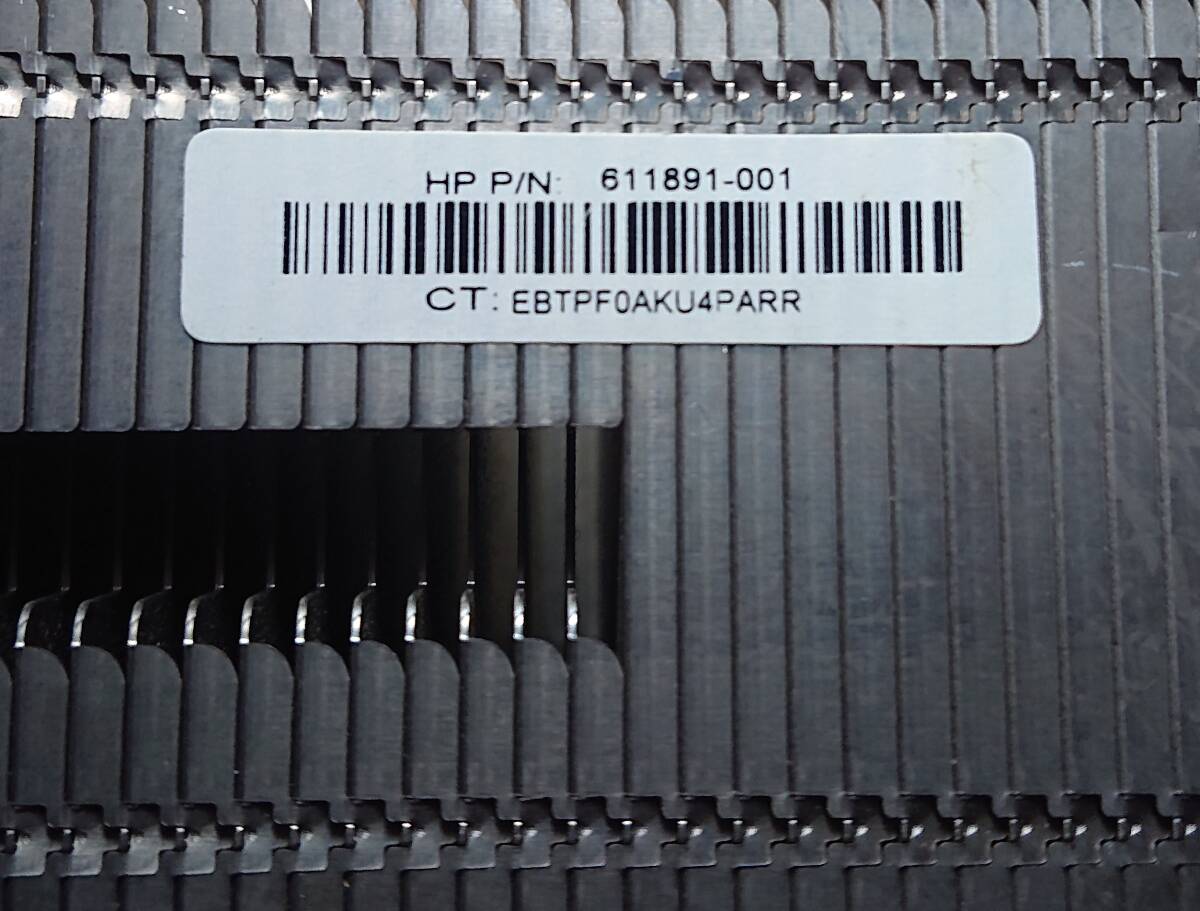 HP P/N: 611891-001
CT: EBTPF0AKU4PARR